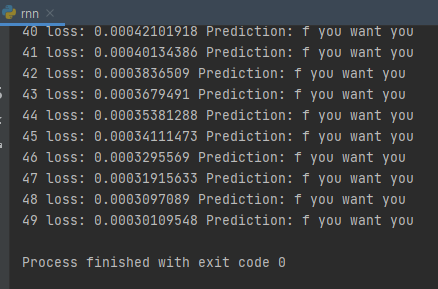 rnn
40 loss: 0.00042101918 Prediction: f you want you
41 loss: 0.00040134386 Prediction: f you want you
42 loss: 0.0003836509 Prediction: f you want you
43 loss: 0.0003679491 Prediction: f you want you
44 loss: 0.00035381288 Prediction: f you want you
45 loss: 0.00034111473 Prediction: f you want you
46 loss: 0.0003295569 Prediction: f you want you
47 loss: 0.00031915633 Prediction: f you want you
48 loss: 0.0003097089 Prediction: f you want you
49 loss: 0.00030109548 Prediction: f you want you
Process finished with exit code 0